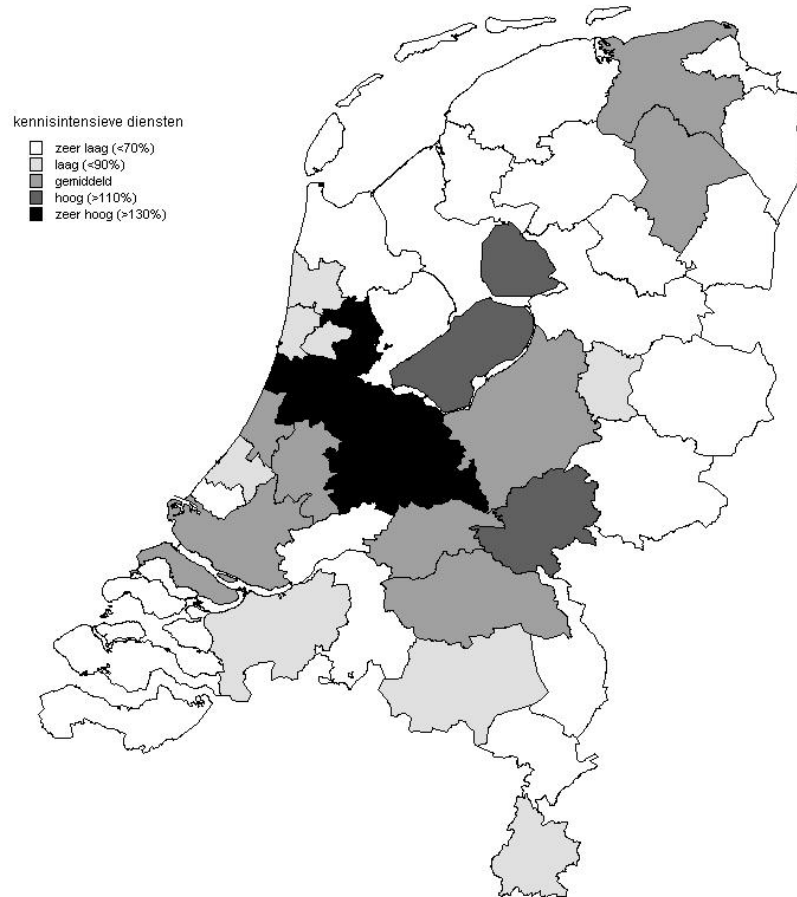 kennisintensieve diensten
zeer laag (<70%)
laag (<90%)
gemiddeld
hoog (>110%)
zeer hoog (>130%)